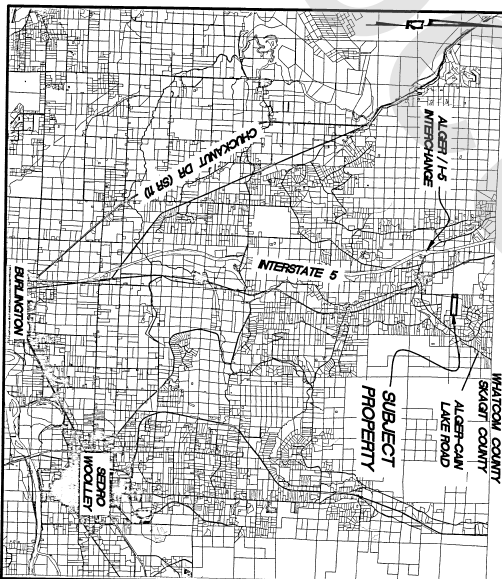 WHATCOM COUNTY
SKAGIT COUNTY
ALGER-CAIN
LAKE ROAD
ALGER / I-5
INTERCHANGE
SUBJECT
PROPERTY
CHUCKANUT DR (SR 11)
INTERSTATE 5
BURLINGTON
SEDRO
WOOLLEY